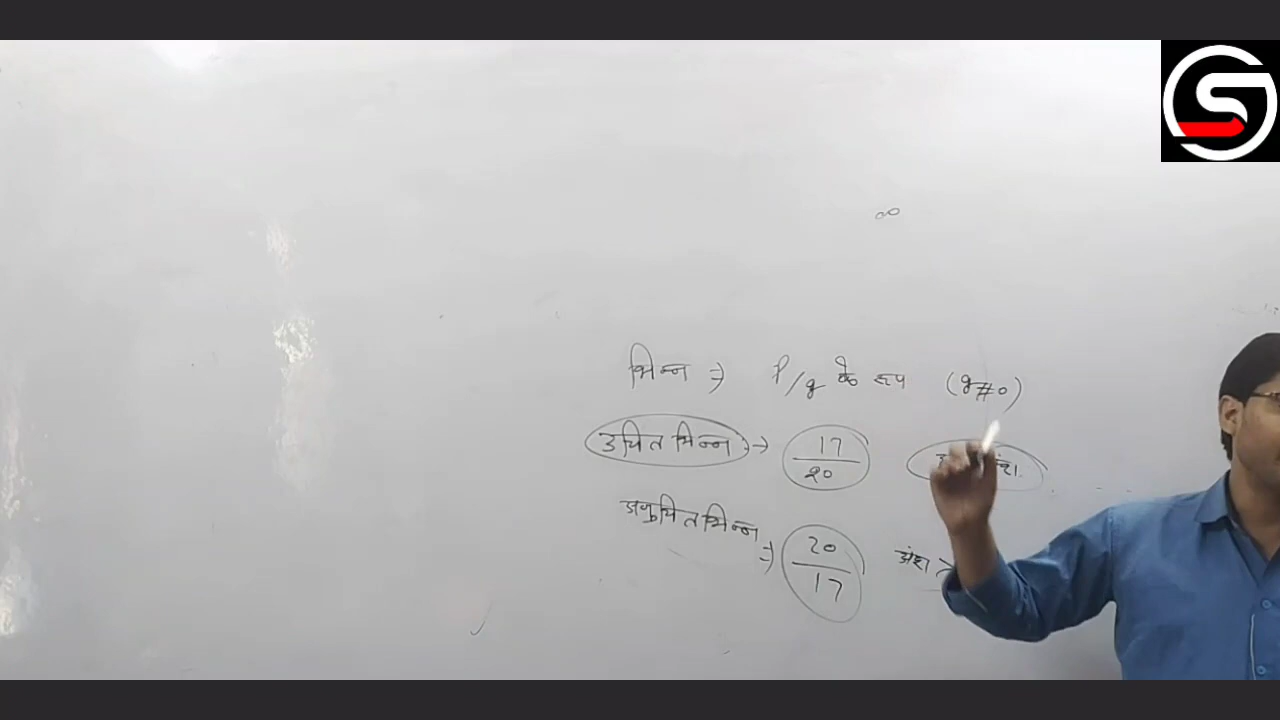 ∞
भिन्न ⇒ P/q के रूप (q≠0)
उचित भिन्न ⇒ 17/20
अनुचित भिन्न ⇒ 20/17 अंश >